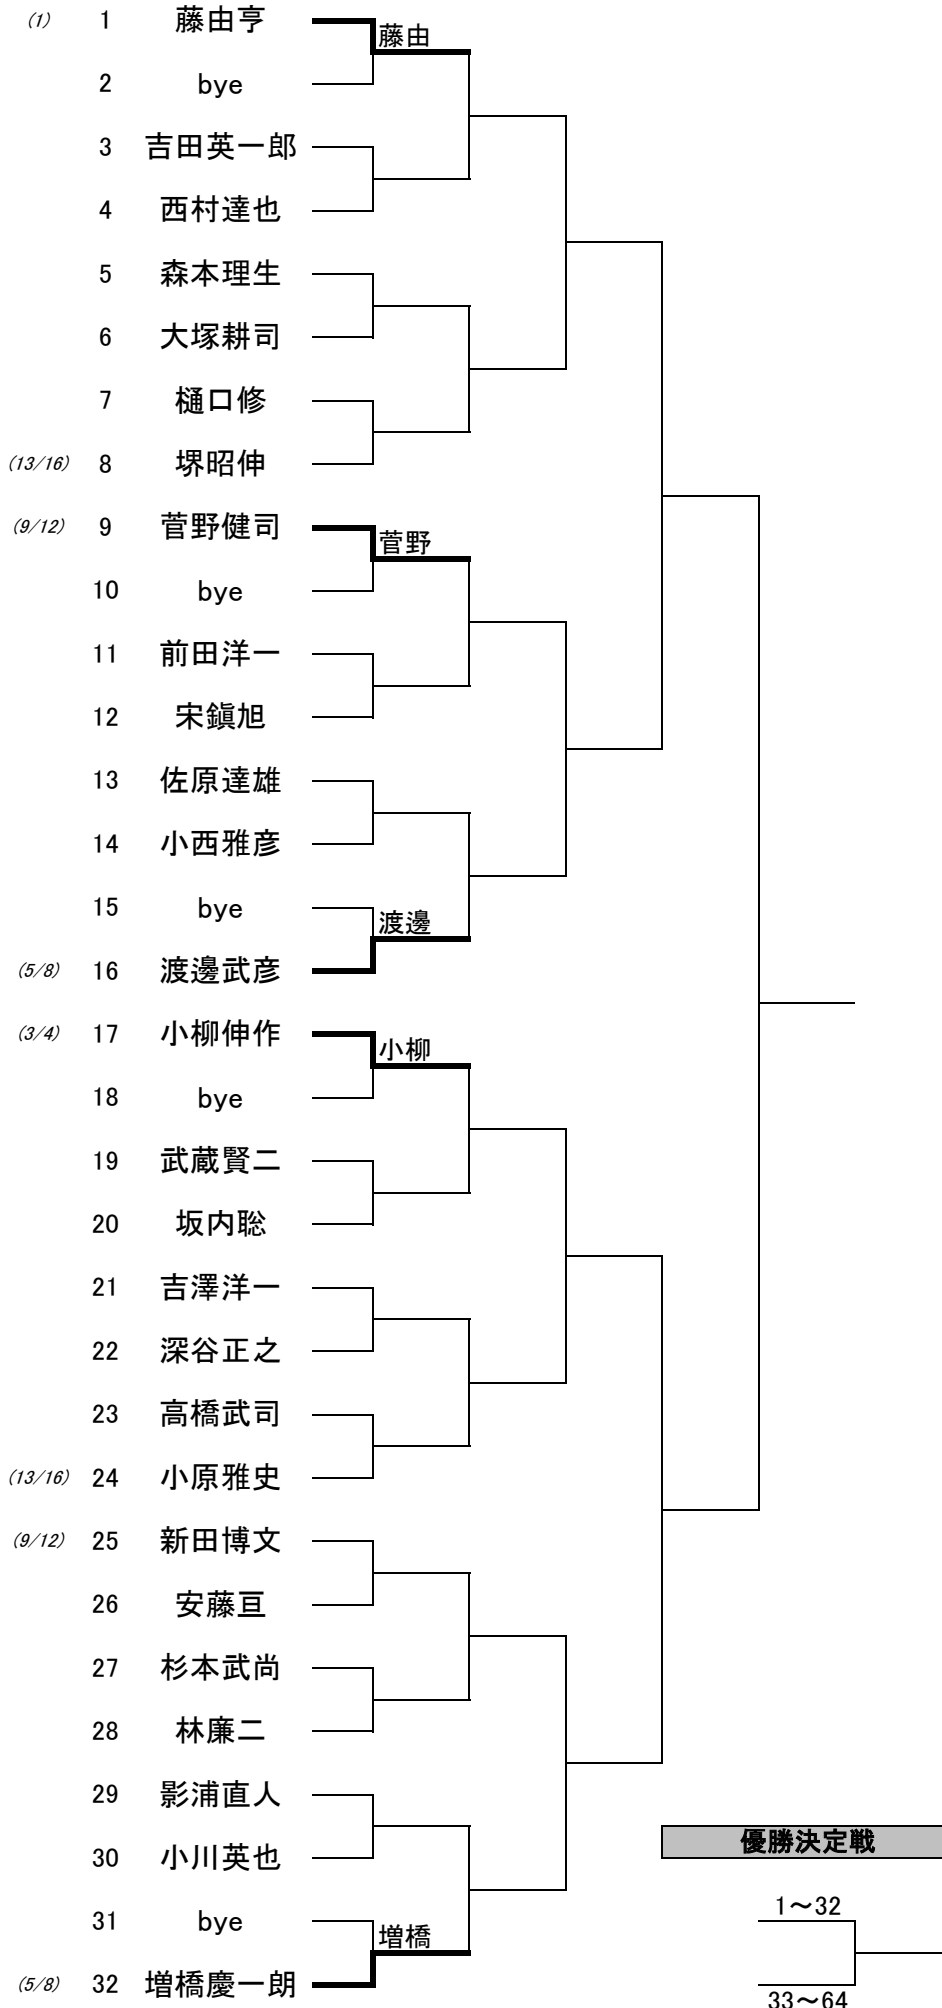 (1) 1 藤由亨
藤由
2 bye
3 吉田英一郎
4 西村達也
5 森本理生
6 大塚耕司
7 樋口修
(13/16) 8 堺昭伸
(9/12) 9 菅野健司
菅野
10 bye
11 前田洋一
12 宋鎭旭
13 佐原達雄
14 小西雅彦
15 bye
渡邊
(5/8) 16 渡邊武彦
(3/4) 17 小柳伸作
小柳
18 bye
19 武蔵賢二
20 坂内聡
21 吉澤洋一
22 深谷正之
23 高橋武司
(13/16) 24 小原雅史
(9/12) 25 新田博文
26 安藤亘
27 杉本武尚
28 林廉二
29 影浦直人
30 小川英也
31 bye
増橋
(5/8) 32 増橋慶一朗
優勝決定戦
1～32
33～64